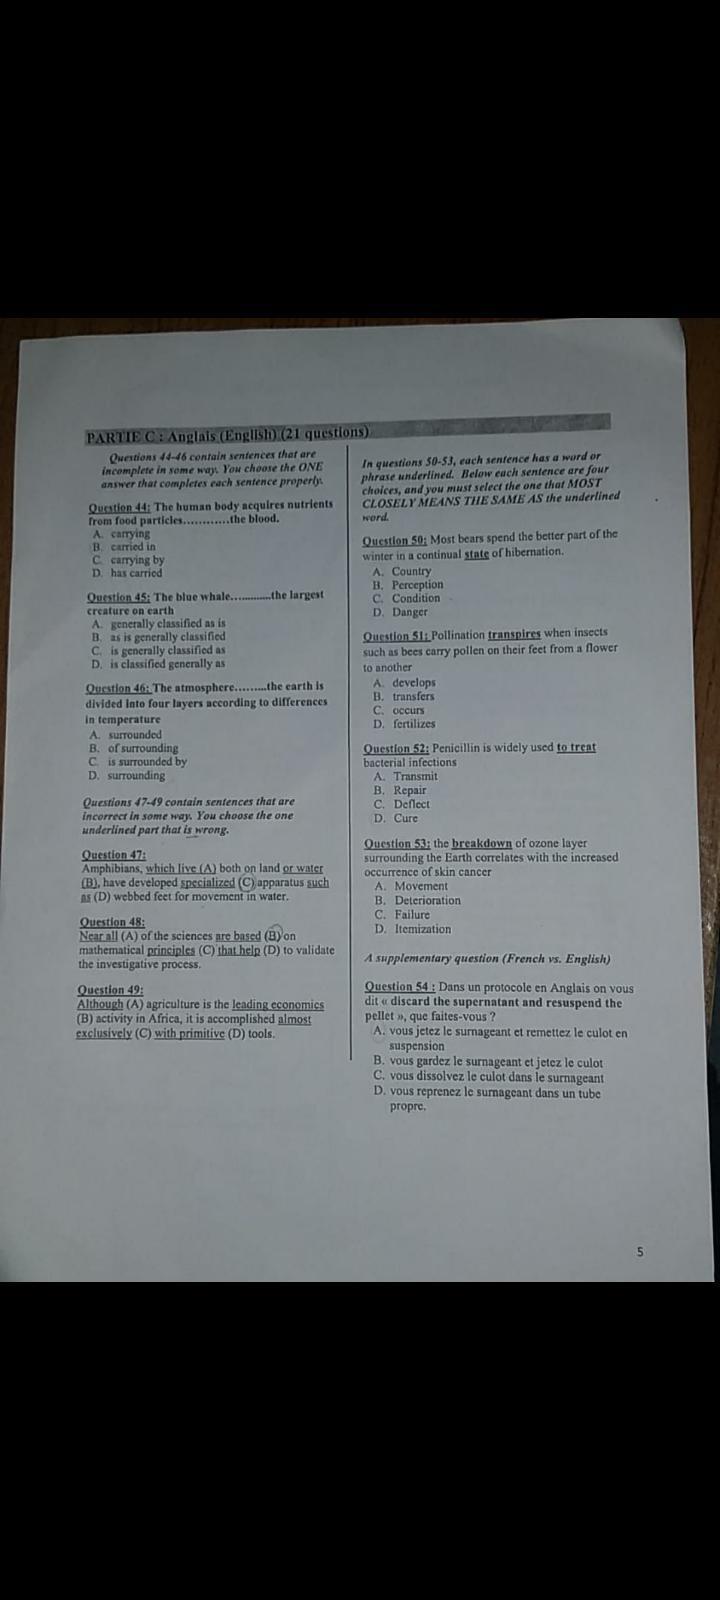 PARTIE C : Anglais (English) (21 questions)
Questions 44-46 contain sentences that are
incomplete in some way. You choose the ONE
answer that completes each sentence properly.
Question 44: The human body acquires nutrients
from food particles............the blood.
A. carrying
B. carried in
C. carrying by
D. has carried
Question 45: The blue whale.............the largest
creature on earth
A. generally classified as is
B. as is generally classified
C. is generally classified as
D. is classified generally as
Question 46: The atmosphere.........the earth is
divided into four layers according to differences
in temperature
A. surrounded
B. of surrounding
C. is surrounded by
D. surrounding
Questions 47-49 contain sentences that are
incorrect in some way. You choose the one
underlined part that is wrong.
Question 47:
Amphibians, which live (A) both on land or water
(B), have developed specialized (C) apparatus such
as (D) webbed feet for movement in water.
Question 48:
Near all (A) of the sciences are based (B) on
mathematical principles (C) that help (D) to validate
the investigative process.
Question 49:
Although (A) agriculture is the leading economics
(B) activity in Africa, it is accomplished almost
exclusively (C) with primitive (D) tools.
In questions 50-53, each sentence has a word or
phrase underlined. Below each sentence are four
choices, and you must select the one that MOST
CLOSELY MEANS THE SAME AS the underlined
word.
Question 50: Most bears spend the better part of the
winter in a continual state of hibernation.
A. Country
B. Perception
C. Condition
D. Danger
Question 51: Pollination transpires when insects
such as bees carry pollen on their feet from a flower
to another
A. develops
B. transfers
C. occurs
D. fertilizes
Question 52: Penicillin is widely used to treat
bacterial infections
A. Transmit
B. Repair
C. Deflect
D. Cure
Question 53: the breakdown of ozone layer
surrounding the Earth correlates with the increased
occurrence of skin cancer
A. Movement
B. Deterioration
C. Failure
D. Itemization
A supplementary question (French vs. English)
Question 54 : Dans un protocole en Anglais on vous
dit « discard the supernatant and resuspend the
pellet », que faites-vous ?
A. vous jetez le surnageant et remettez le culot en
suspension
B. vous gardez le surnageant et jetez le culot
C. vous dissolvez le culot dans le surnageant
D. vous reprenez le surnageant dans un tube
propre.
5